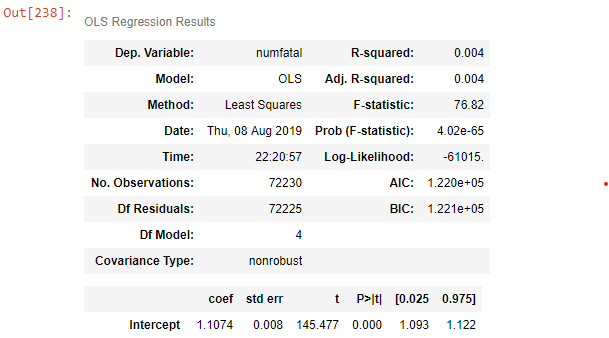 Out[238]:
OLS Regression Results
Dep. Variable: numfatal R-squared: 0.004
Model: OLS Adj. R-squared: 0.004
Method: Least Squares F-statistic: 76.82
Date: Thu, 08 Aug 2019 Prob (F-statistic): 4.02e-65
Time: 22:20:57 Log-Likelihood: -61015.
No. Observations: 72230 AIC: 1.220e+05
Df Residuals: 72225 BIC: 1.221e+05
Df Model: 4
Covariance Type: nonrobust
coef std err t P>|t| [0.025 0.975]
Intercept 1.1074 0.008 145.477 0.000 1.093 1.122